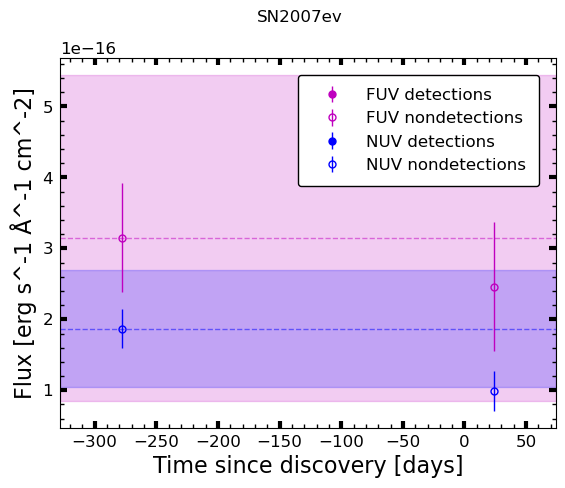 SN2007ev
1e−16
FUV detections
FUV nondetections
NUV detections
NUV nondetections
5
4
3
2
1
Flux [erg s^-1 Å^-1 cm^-2]
−300 −250 −200 −150 −100 −50 0 50
Time since discovery [days]